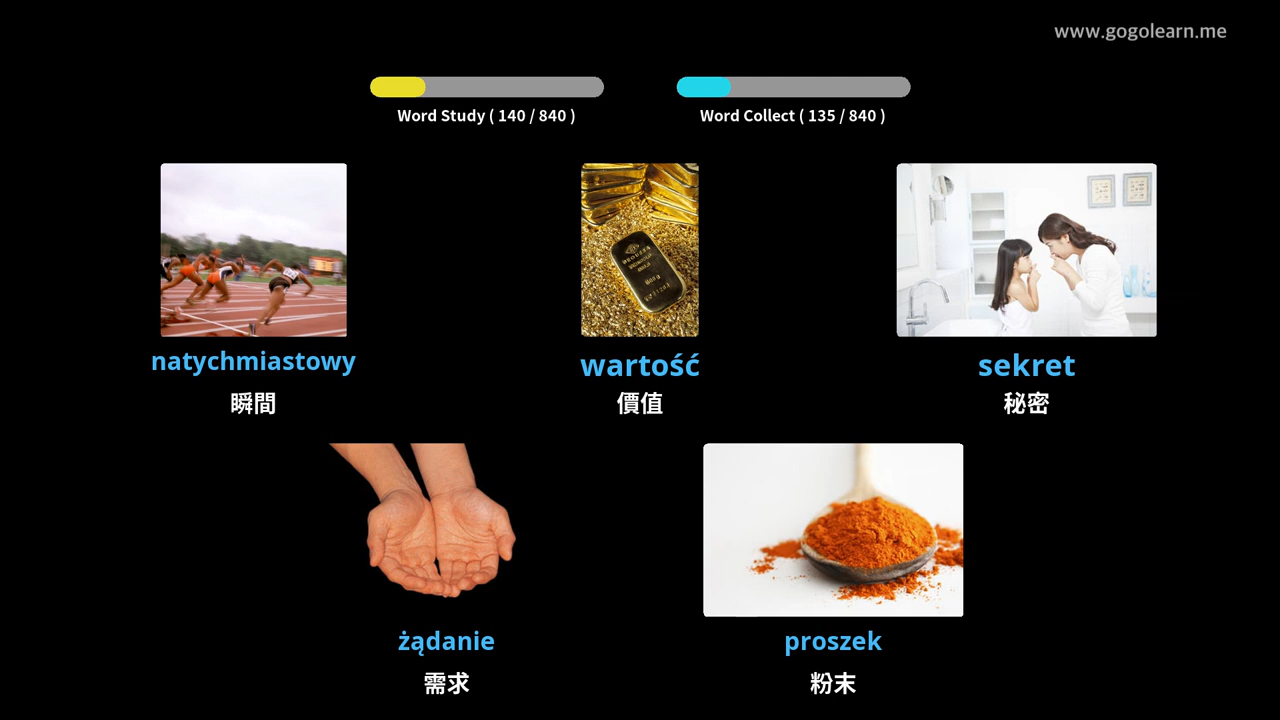 www.gogolearn.me
Word Study ( 140 / 840 )
Word Collect ( 135 / 840 )
natychmiastowy
wartość
sekret
瞬間
價值
秘密
żądanie
proszek
需求
粉末